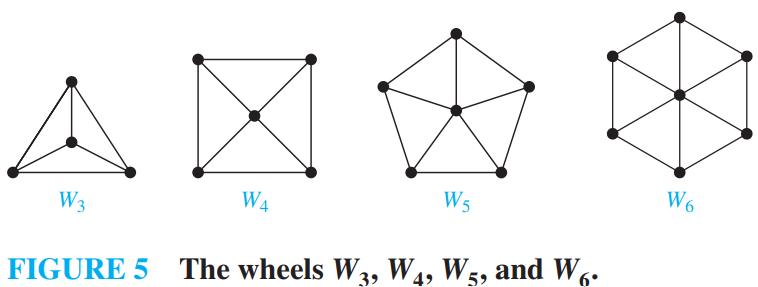 W₃ W₄ W₅ W₆
FIGURE 5 The wheels W₃, W₄, W₅, and W₆.